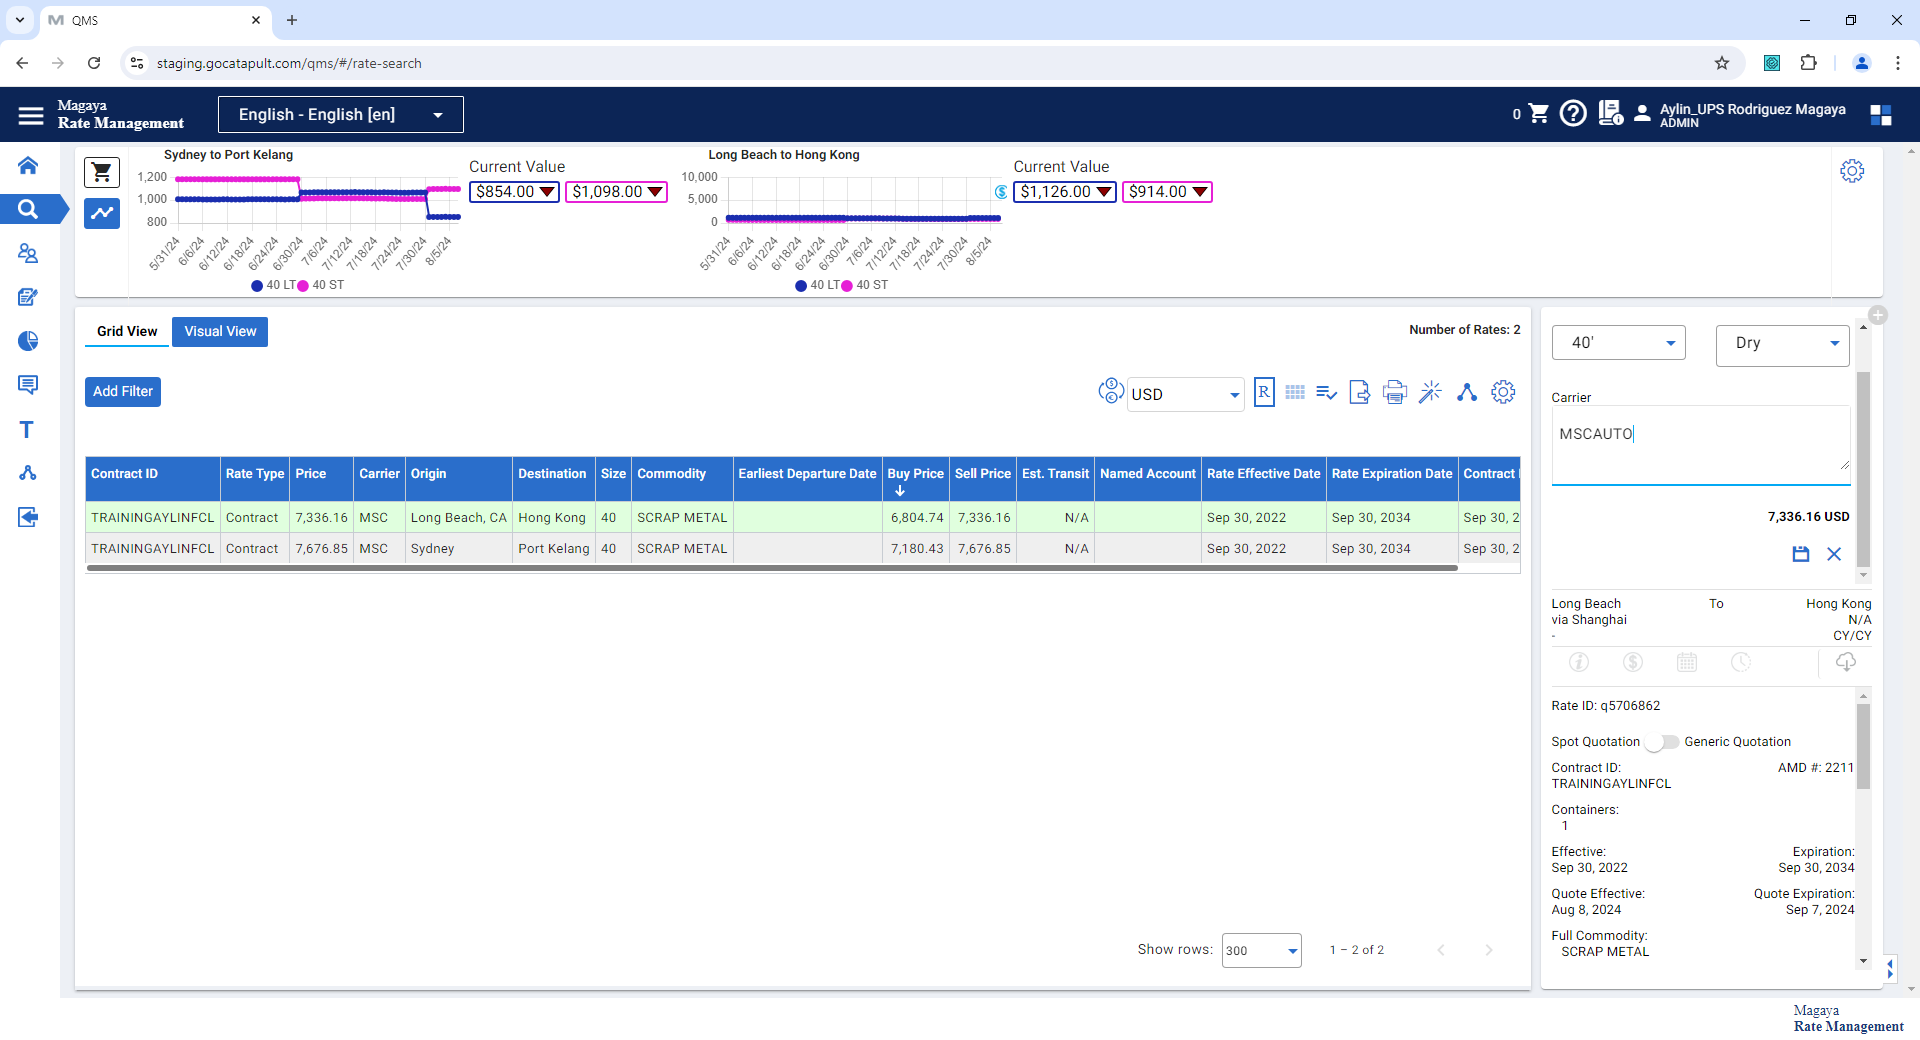 QMS
staging.gocatapult.com/qms/#/rate-search
Magaya
Rate Management
English - English [en]
0
Aylin_UPS Rodriguez Magaya
ADMIN
Sydney to Port Kelang
1,200
1,000
800
5/31/24
6/6/24
6/12/24
6/18/24
6/24/24
6/30/24
7/6/24
7/12/24
7/18/24
7/24/24
7/30/24
8/5/24
40 LT
40 ST
Current Value
$854.00
$1,098.00
Long Beach to Hong Kong
10,000
5,000
0
5/31/24
6/6/24
6/12/24
6/18/24
6/24/24
6/30/24
7/6/24
7/12/24
7/18/24
7/24/24
7/30/24
8/5/24
40 LT
40 ST
Current Value
$1,126.00
$914.00
Grid View
Visual View
Number of Rates: 2
Add Filter
USD
R
Contract ID Rate Type Price Carrier Origin Destination Size Commodity Earliest Departure Date Buy Price Sell Price Est. Transit Named Account Rate Effective Date Rate Expiration Date Contract
TRAININGAYLINFCL Contract 7,336.16 MSC Long Beach, CA Hong Kong 40 SCRAP METAL 6,804.74 7,336.16 N/A Sep 30, 2022 Sep 30, 2034 Sep 30, 2
TRAININGAYLINFCL Contract 7,676.85 MSC Sydney Port Kelang 40 SCRAP METAL 7,180.43 7,676.85 N/A Sep 30, 2022 Sep 30, 2034 Sep 30, 2
Show rows: 300 1 – 2 of 2
40'
Dry
Carrier
MSCAUTO
7,336.16 USD
Long Beach To Hong Kong
via Shanghai N/A
- CY/CY
Rate ID: q5706862
Spot Quotation Generic Quotation
Contract ID: AMD #: 2211
TRAININGAYLINFCL
Containers:
1
Effective: Expiration:
Sep 30, 2022 Sep 30, 2034
Quote Effective: Quote Expiration:
Aug 8, 2024 Sep 7, 2024
Full Commodity:
SCRAP METAL
Magaya
Rate Management